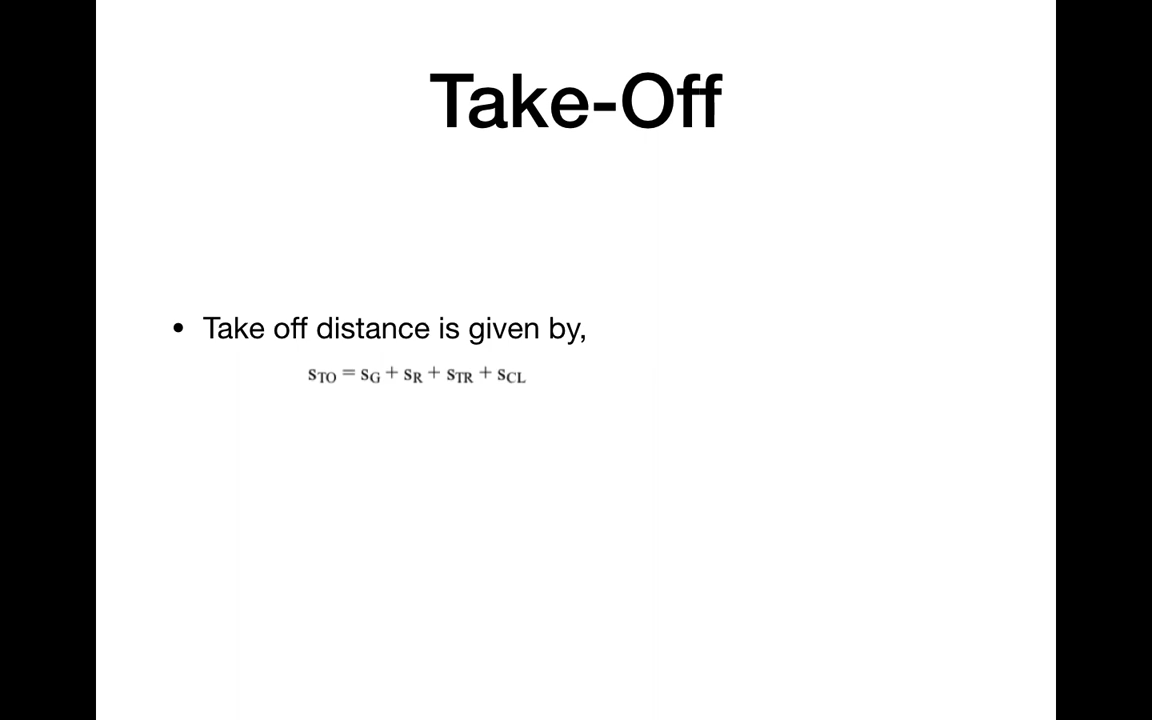 Take-Off
• Take off distance is given by,
sTO = sG + sR + sTR + sCL